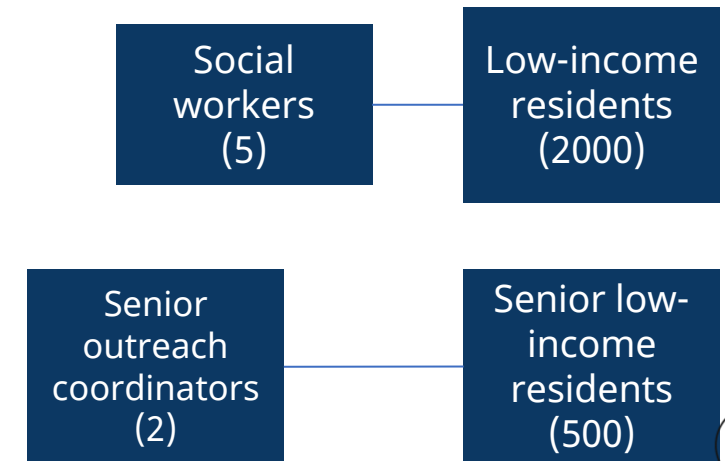 Social
workers
(5)
Low-income
residents
(2000)
Senior
outreach
coordinators
(2)
Senior low-
income
residents
(500)